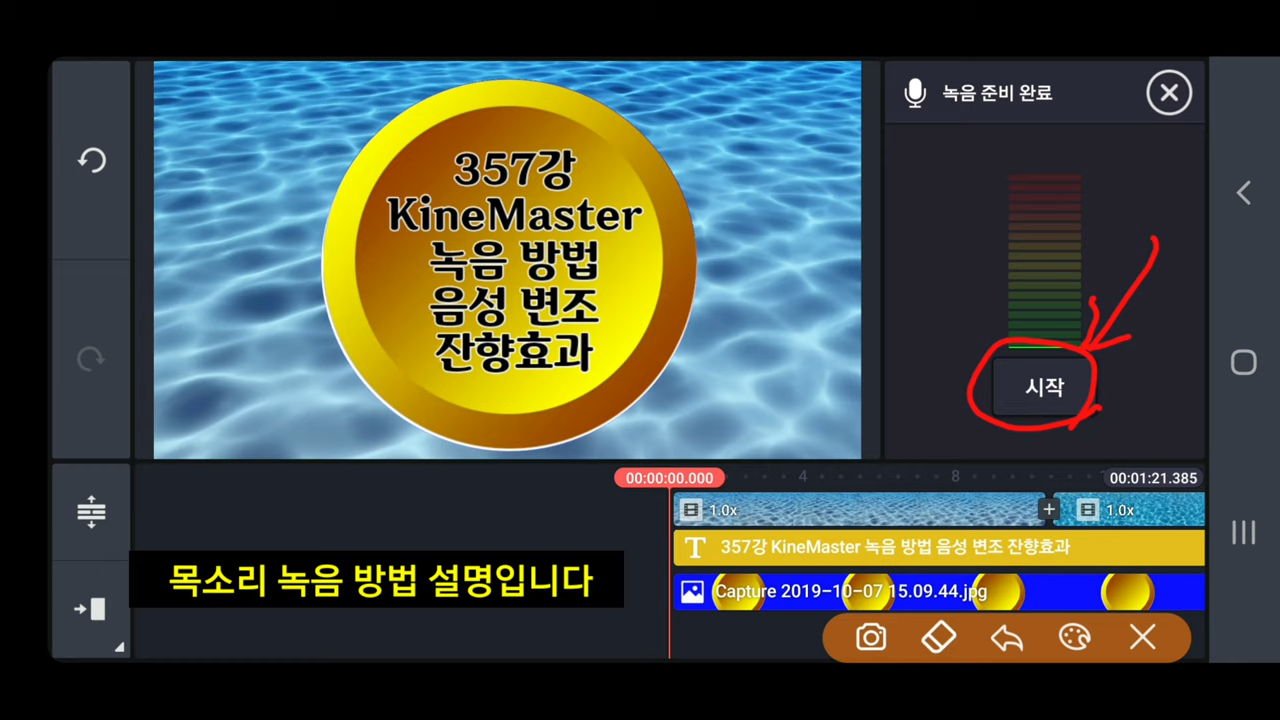 녹음 준비 완료
357강
KineMaster
녹음 방법
음성 변조
잔향효과
시작
00:00:00.000
4
8
00:01:21.385
1.0x
1.0x
357강 KineMaster 녹음 방법 음성 변조 잔향효과
목소리 녹음 방법 설명입니다
Capture 2019-10-07 15.09.44.jpg